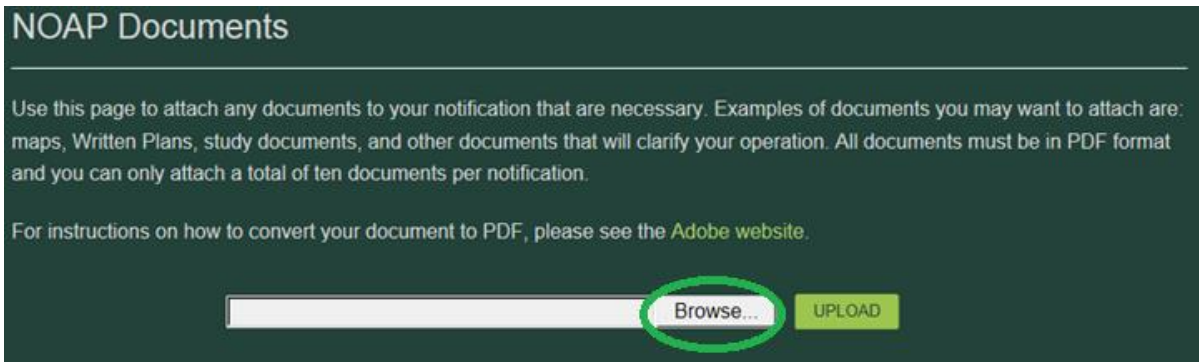 NOAP Documents
Use this page to attach any documents to your notification that are necessary. Examples of documents you may want to attach are:
maps, Written Plans, study documents, and other documents that will clarify your operation. All documents must be in PDF format
and you can only attach a total of ten documents per notification.
For instructions on how to convert your document to PDF, please see the Adobe website.
Browse... UPLOAD